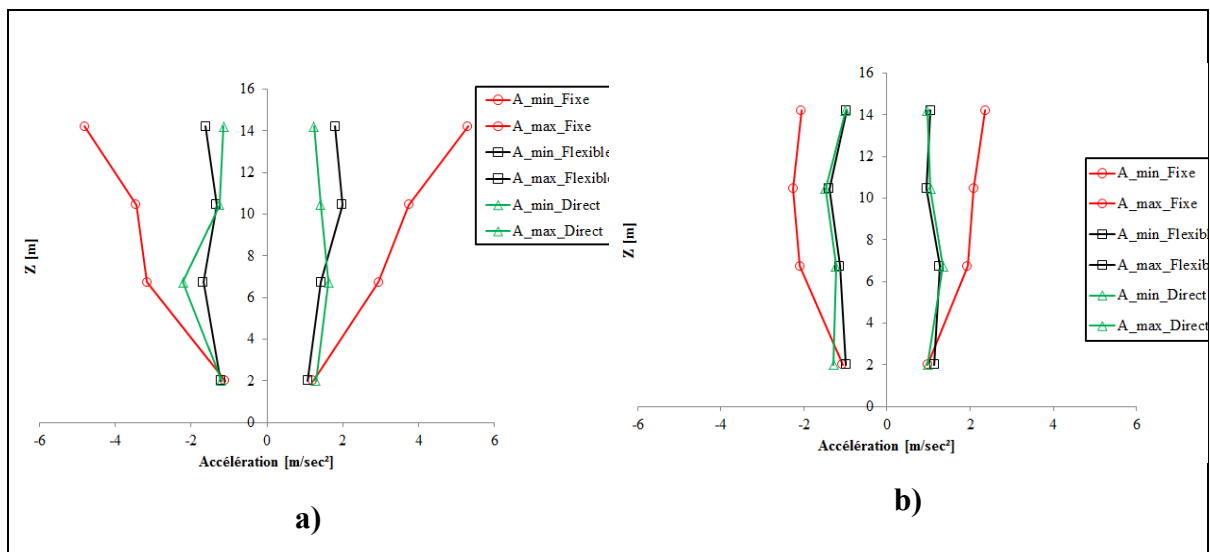 16
14
12
10
8
6
4
2
0
Z [m]
-6 -4 -2 0 2 4 6
Accélération [m/sec²]
A_min_Fixe
A_max_Fixe
A_min_Flexible
A_max_Flexible
A_min_Direct
A_max_Direct
a)
16
14
12
10
8
6
4
2
0
Z [m]
-6 -4 -2 0 2 4 6
Accélération [m/sec²]
A_min_Fixe
A_max_Fixe
A_min_Flexibl
A_max_Flexib
A_min_Direct
A_max_Direct
b)